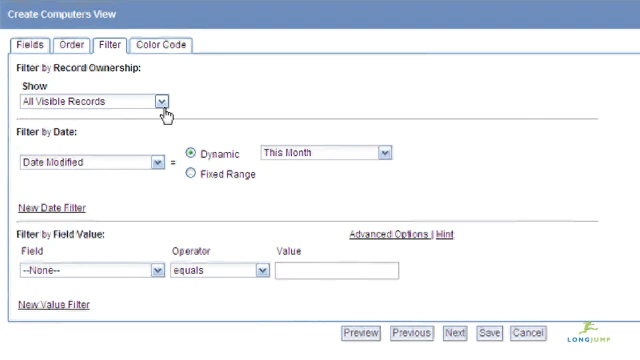 Create Computers View
Fields Order Filter Color Code
Filter by Record Ownership:
Show
All Visible Records
Filter by Date:
Date Modified = Dynamic This Month
Fixed Range
New Date Filter
Filter by Field Value: Advanced Options | Hint
Field Operator Value
--None-- equals
New Value Filter
Preview Previous Next Save Cancel
LONGJUMP